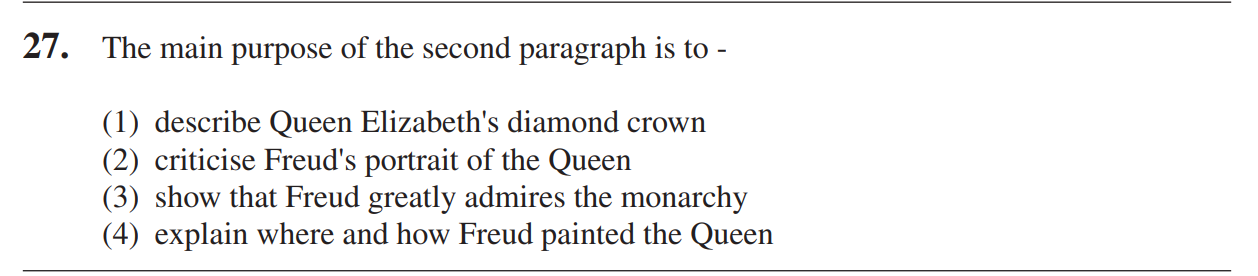 27. The main purpose of the second paragraph is to -
(1) describe Queen Elizabeth's diamond crown
(2) criticise Freud's portrait of the Queen
(3) show that Freud greatly admires the monarchy
(4) explain where and how Freud painted the Queen